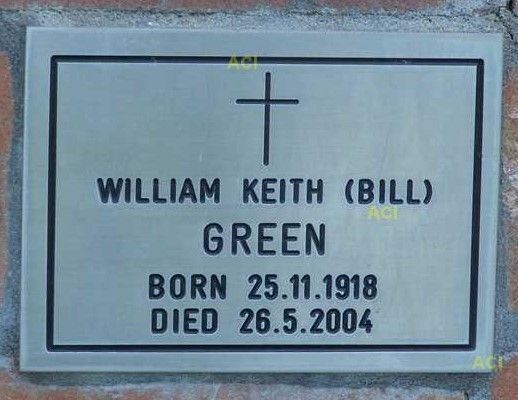 ACI
WILLIAM KEITH (BILL)
ACI
GREEN
BORN 25.11.1918
DIED 26.5.2004
ACI